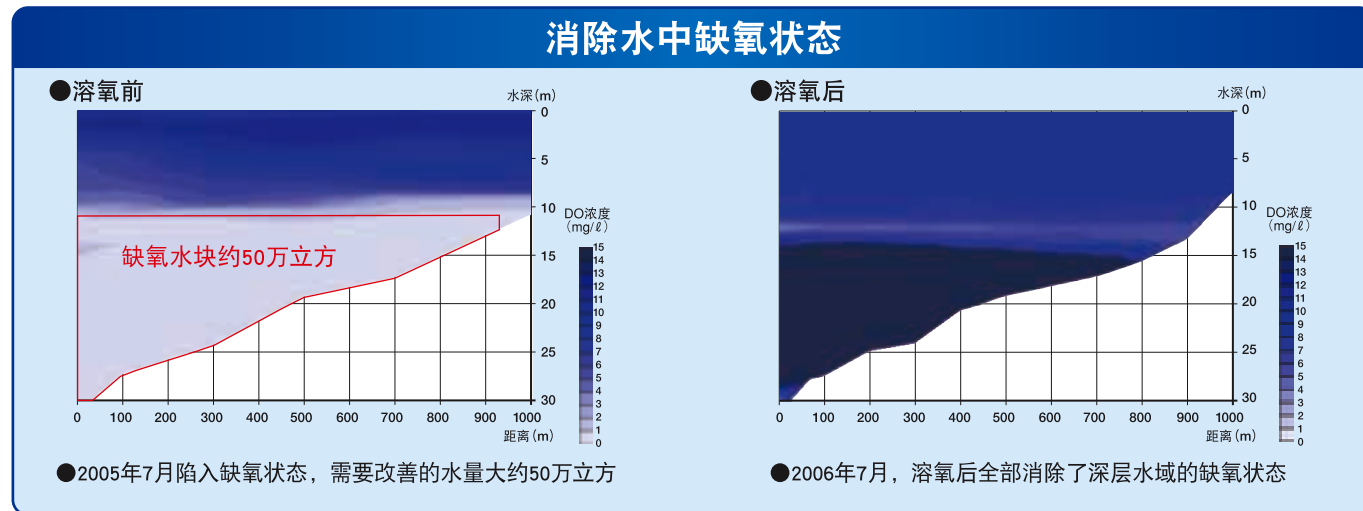 消除水中缺氧状态
●溶氧前
水深(m)
0
5
10
15
20
25
30
缺氧水块约50万立方
DO浓度
(mg/ℓ)
15
14
13
12
11
10
9
8
7
6
5
4
3
2
1
0
0 100 200 300 400 500 600 700 800 900 1000
距离(m)
●2005年7月陷入缺氧状态，需要改善的水量大约50万立方
●溶氧后
水深(m)
0
5
10
15
20
25
30
DO浓度
(mg/ℓ)
15
14
13
12
11
10
9
8
7
6
5
4
3
2
1
0
0 100 200 300 400 500 600 700 800 900 1000
距离(m)
●2006年7月，溶氧后全部消除了深层水域的缺氧状态